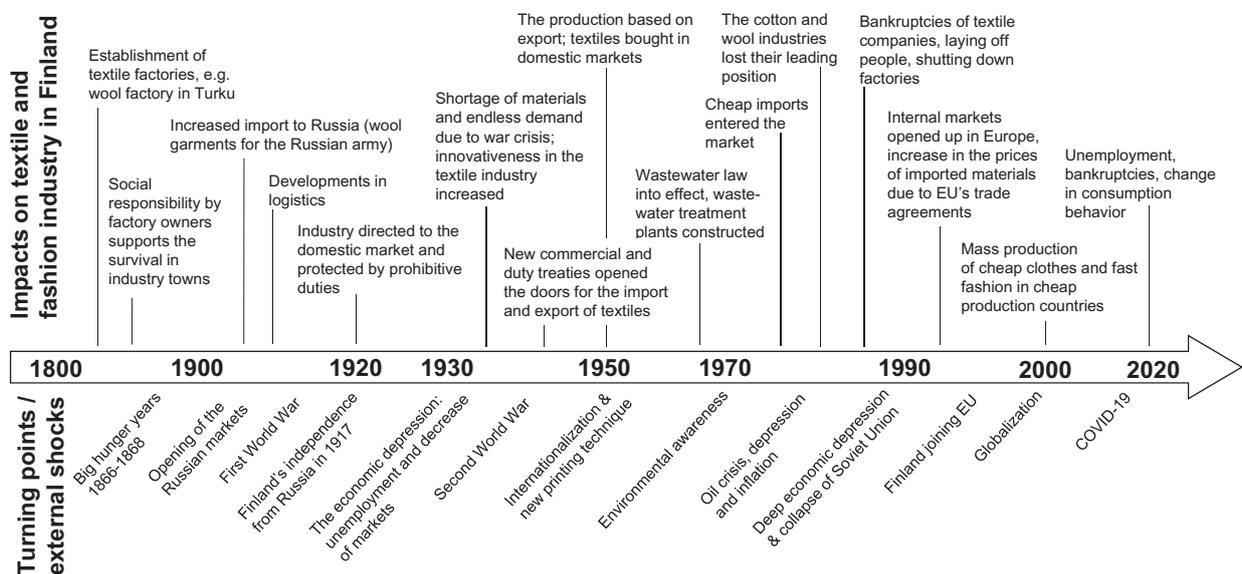 Impacts on textile and
fashion industry in Finland
Establishment of
textile factories, e.g.
wool factory in Turku
Social
responsibility by
factory owners
supports the
survival in
industry towns
Increased import to Russia (wool
garments for the Russian army)
Developments in
logistics
Industry directed to the
domestic market and
protected by prohibitive
duties
Shortage of materials
and endless demand
due to war crisis;
innovativeness in the
textile industry
increased
The production based on
export; textiles bought in
domestic markets
New commercial and
duty treaties opened
the doors for the import
and export of textiles
Wastewater law
into effect, waste-
water treatment
plants constructed
The cotton and
wool industries
lost their leading
position
Cheap imports
entered the
market
Bankruptcies of textile
companies, laying off
people, shutting down
factories
Internal markets
opened up in Europe,
increase in the prices
of imported materials
due to EU's trade
agreements
Mass production
of cheap clothes and fast
fashion in cheap
production countries
Unemployment,
bankruptcies, change
in consumption
behavior
1800 1900 1920 1930 1950 1970 1990 2000 2020
Turning points /
external shocks
Big hunger years
1866-1868
Opening of the
Russian markets
First World War
Finland's independence
from Russia in 1917
The economic depression:
unemployment and decrease
of markets
Second World War
Internationalization &
new printing technique
Environmental awareness
Oil crisis, depression
and inflation
Deep economic depression
& collapse of Soviet Union
Finland joining EU
Globalization
COVID-19